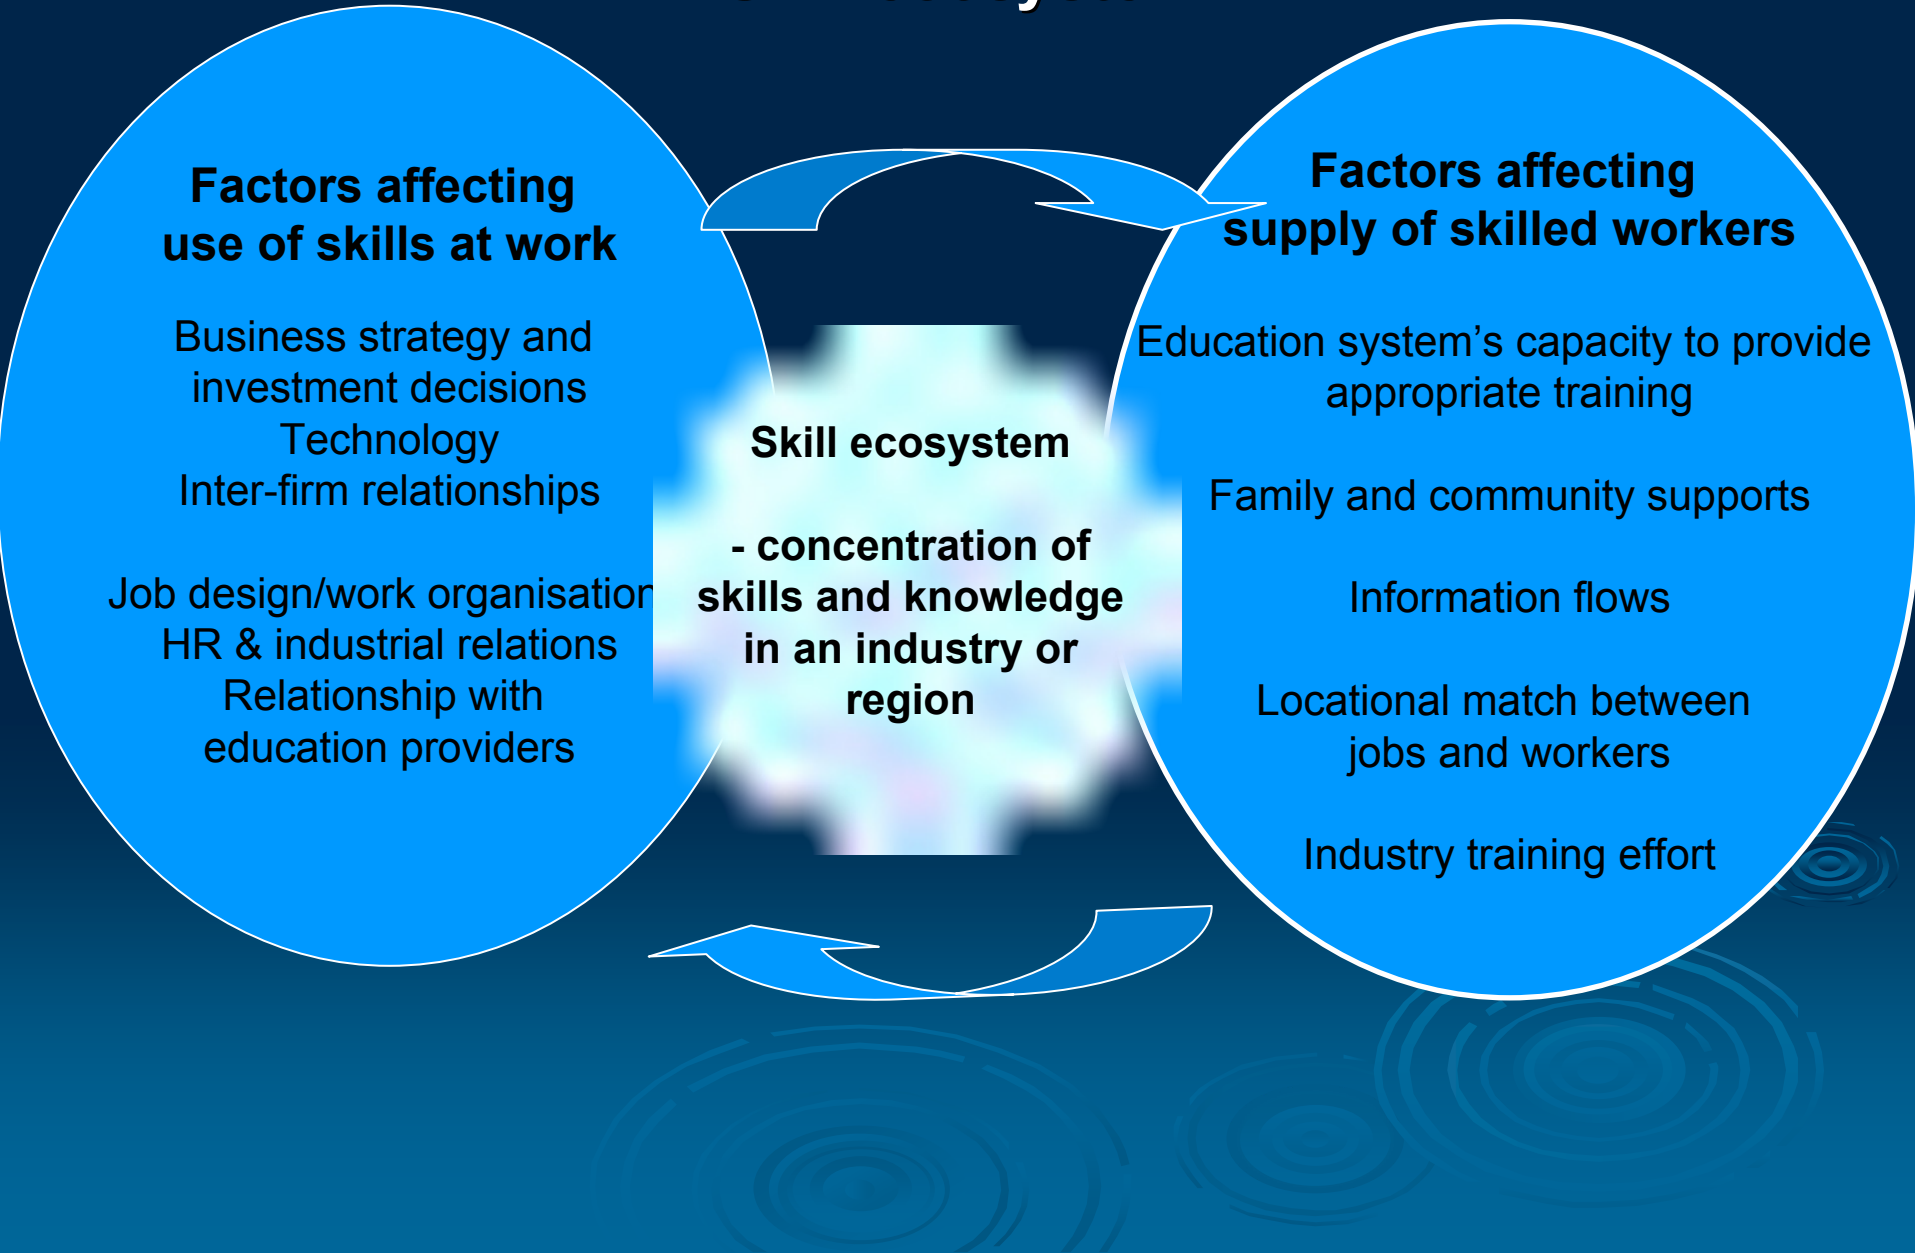 Factors affecting
use of skills at work
Business strategy and
investment decisions
Technology
Inter-firm relationships
Job design/work organisation
HR & industrial relations
Relationship with
education providers
Skill ecosystem
- concentration of
skills and knowledge
in an industry or
region
Factors affecting
supply of skilled workers
Education system’s capacity to provide
appropriate training
Family and community supports
Information flows
Locational match between
jobs and workers
Industry training effort